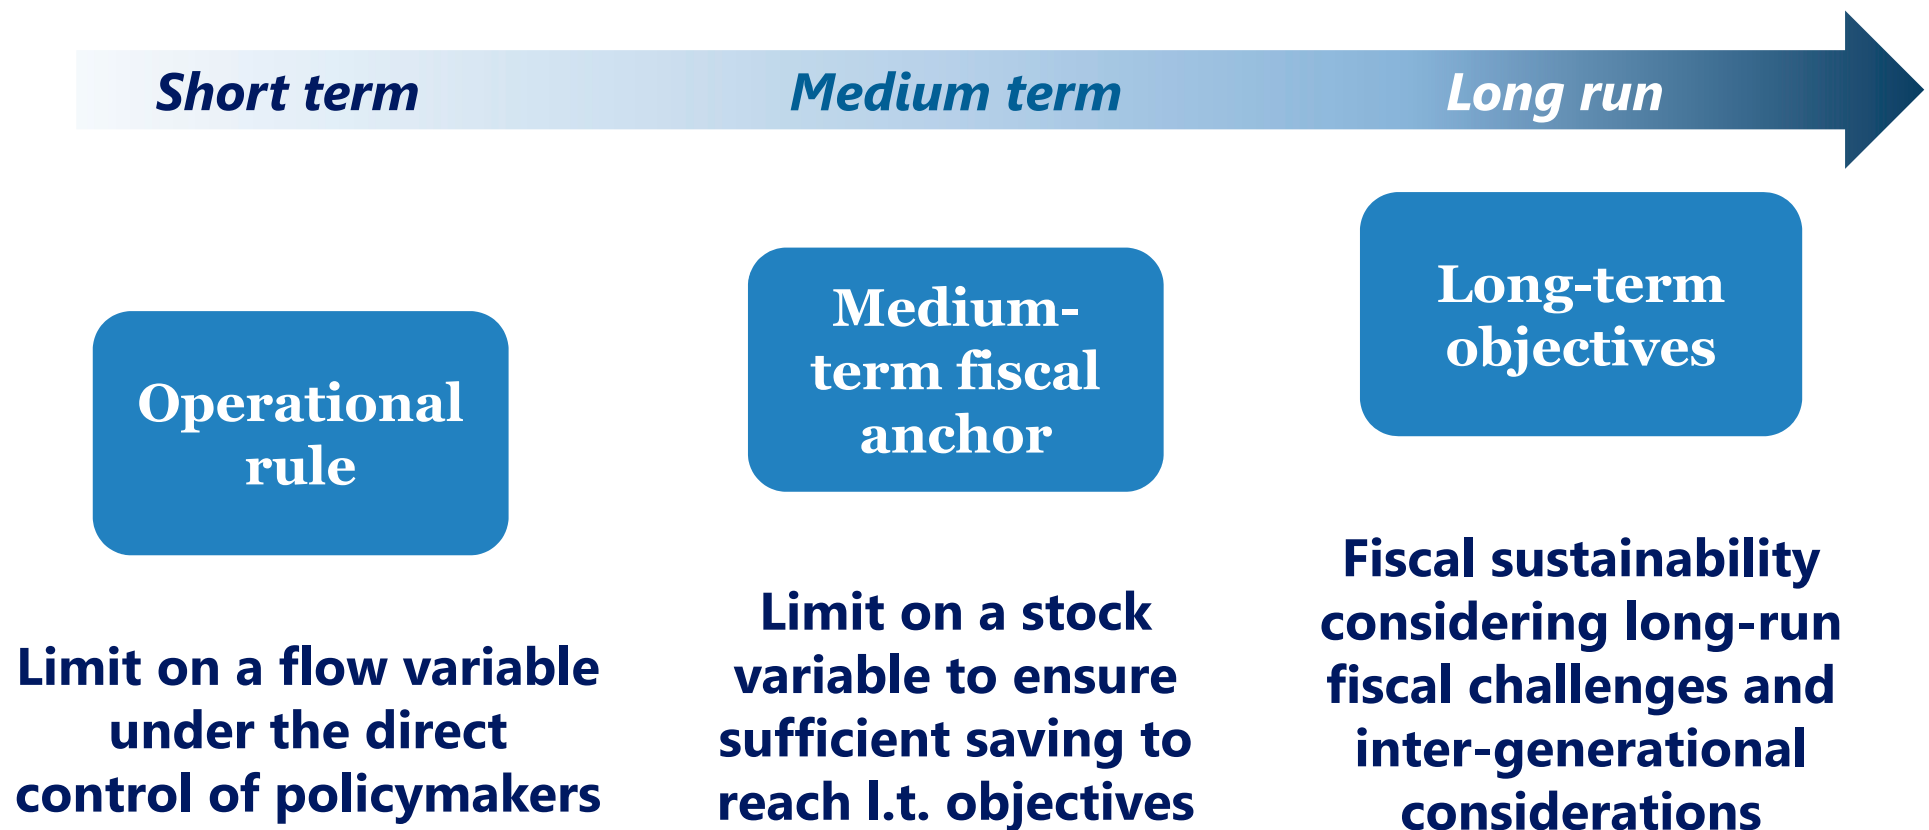 Short term
Medium term
Long run
Operational
rule
Limit on a flow variable
under the direct
control of policymakers
Medium-
term fiscal
anchor
Limit on a stock
variable to ensure
sufficient saving to
reach l.t. objectives
Long-term
objectives
Fiscal sustainability
considering long-run
fiscal challenges and
inter-generational
considerations